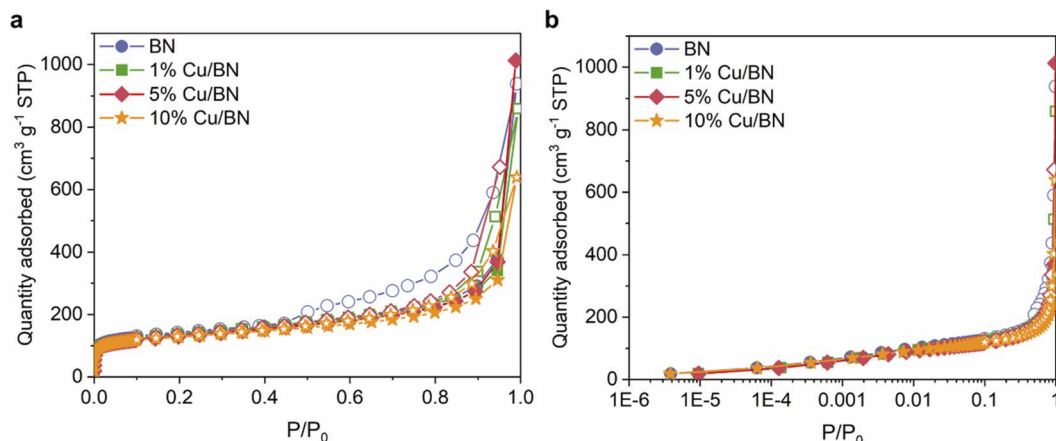 a
BN
1% Cu/BN
5% Cu/BN
10% Cu/BN
Quantity adsorbed (cm³ g⁻¹ STP)
1000
800
600
400
200
0
0.0 0.2 0.4 0.6 0.8 1.0
P/P₀
b
BN
1% Cu/BN
5% Cu/BN
10% Cu/BN
Quantity adsorbed (cm³ g⁻¹ STP)
1000
800
600
400
200
0
1E-6 1E-5 1E-4 0.001 0.01 0.1 1
P/P₀